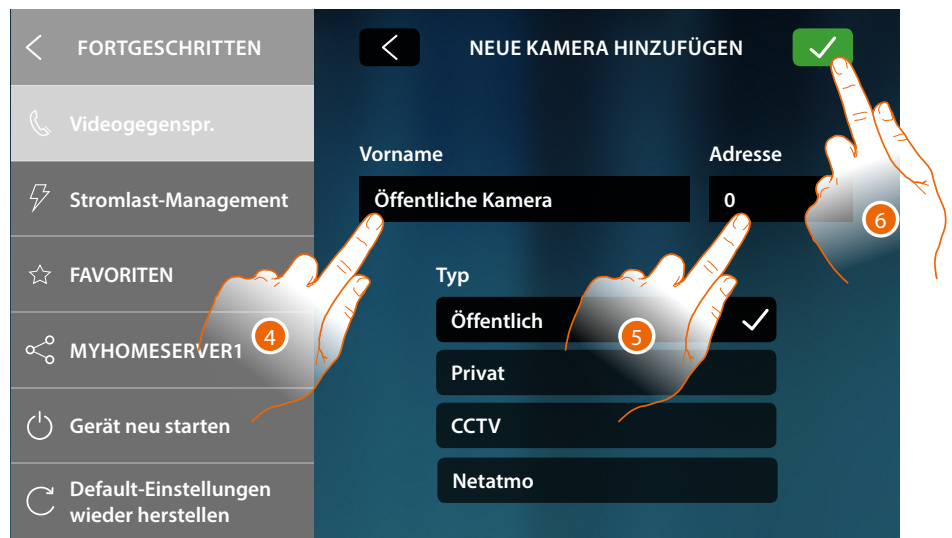 FORTGESCHRITTEN
Videogegenspr.
Stromlast-Management
FAVORITEN
MYHOMESERVER1
Gerät neu starten
Default-Einstellungen
wieder herstellen
NEUE KAMERA HINZUFÜGEN
Vorname
Adresse
Öffentliche Kamera
0
Typ
Öffentlich
Privat
CCTV
Netatmo
4
5
6